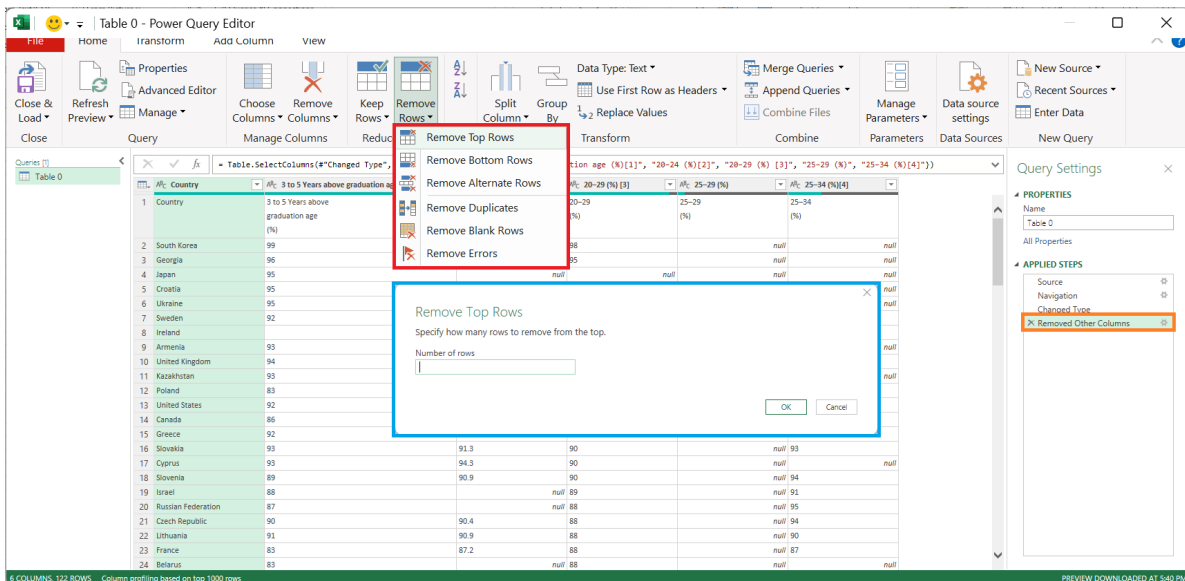 Table 0 - Power Query Editor
File Home Transform Add Column View
Close & Load
Refresh Preview
Properties
Advanced Editor
Manage
Choose Columns
Remove Columns
Keep Rows
Remove Rows
Split Column
Group By
Data Type: Text
Use First Row as Headers
Replace Values
Merge Queries
Append Queries
Combine Files
Manage Parameters
Data source settings
New Source
Recent Sources
Enter Data
Close Query Manage Columns Reduc Transform Combine Parameters Data Sources New Query
Remove Top Rows
Remove Bottom Rows
Remove Alternate Rows
Remove Duplicates
Remove Blank Rows
Remove Errors
Queries [1]
Table 0
= Table.SelectColumns(#"Changed Type", tion age (%)[1]", "20–24 (%)[2]", "20–29 (%) [3]", "25–29 (%)", "25–34 (%)[4]"})
Country 3 to 5 Years above graduation ag 20–29 (%) [3] 25–29 (%) 25–34 (%)[4]
1 Country 3 to 5 Years above graduation age (%) 20–29 (%) 25–29 (%) 25–34 (%)
2 South Korea 99 98 null null
3 Georgia 96 95 null null
4 Japan 95 null null null
5 Croatia 95 null
6 Ukraine 95 null
7 Sweden 92
8 Ireland
9 Armenia 93 null
10 United Kingdom 94
11 Kazakhstan 93 null
12 Poland 83
13 United States 92
14 Canada 86
15 Greece 92
16 Slovakia 93 91.3 90 null 93
17 Cyprus 93 94.3 90 null null
18 Slovenia 89 90.9 90 null 94
19 Israel 88 null 89 null 91
20 Russian Federation 87 null 88 null 95
21 Czech Republic 90 90.4 88 null 94
22 Lithuania 91 90.9 88 null 90
23 France 83 87.2 88 null 87
24 Belarus 83 null 88 null
Remove Top Rows
Specify how many rows to remove from the top.
Number of rows
OK Cancel
Query Settings
PROPERTIES
Name
Table 0
All Properties
APPLIED STEPS
Source
Navigation
Changed Type
Removed Other Columns
6 COLUMNS, 122 ROWS Column profiling based on top 1000 rows PREVIEW DOWNLOADED AT 5:40 PM